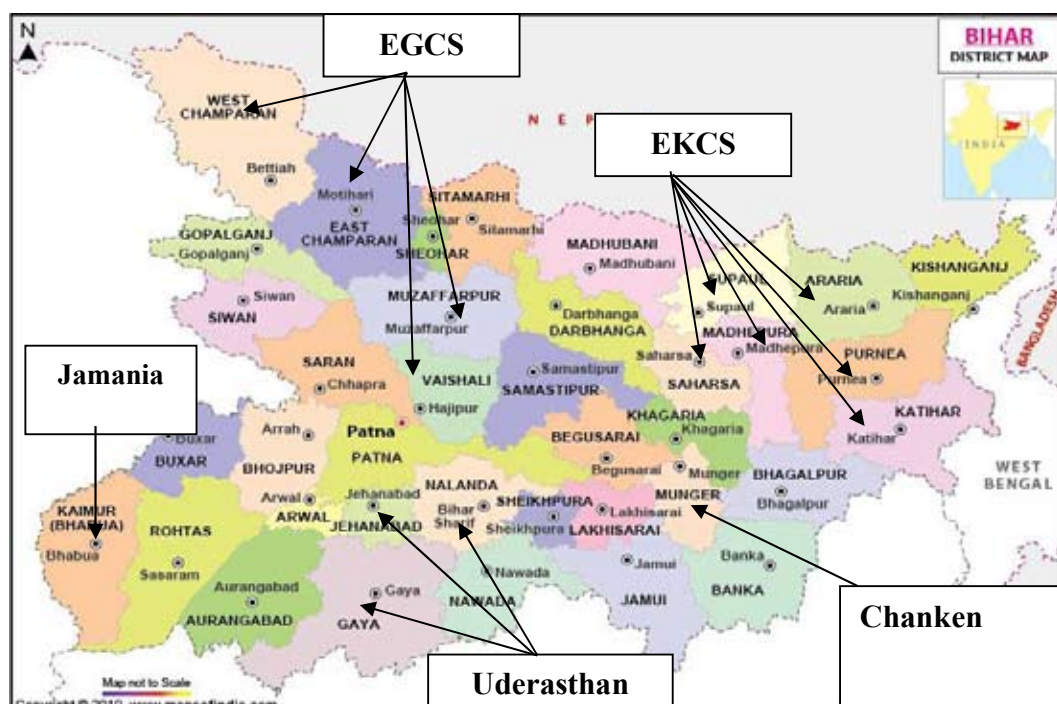 N
EGCS
BIHAR
DISTRICT MAP
INDIA
WEST
CHAMPARAN
Bettiah
N E P
EKCS
Motihari
EAST
CHAMPARAN
SITAMARHI
Sitamarhi
Sheohar
SHEOHAR
GOPALGANJ
Gopalganj
MADHUBANI
Madhubani
SUPAUL
Supaul
ARARIA
Araria
KISHANGANJ
Kishanganj
BANGLADESH
Siwan
SIWAN
MUZAFFARPUR
Muzaffarpur
Darbhanga
DARBHANGA
MADHEPURA
Madhepura
Saharsa
SAHARSA
PURNEA
Purnea
Jamania
SARAN
Chhapra
VAISHALI
Hajipur
Samastipur
SAMASTIPUR
KHAGARIA
Khagaria
KATIHAR
Katihar
Buxar
BUXAR
Arrah
BHOJPUR
Patna
PATNA
BEGUSARAI
Begusarai
Munger
MUNGER
BHAGALPUR
Bhagalpur
WEST
BENGAL
KAIMUR
(BHABUA)
Bhabua
ROHTAS
Sasaram
Arwal
ARWAL
Jehanabad
JEHANABAD
NALANDA
Bihar
Sharif
SHEIKHPURA
Sheikhpura
Lakhisarai
LAKHISARAI
Aurangabad
AURANGABAD
Gaya
GAYA
Nawada
NAWADA
Jamui
JAMUI
Banka
BANKA
Chanken
Uderasthan
Map not to Scale